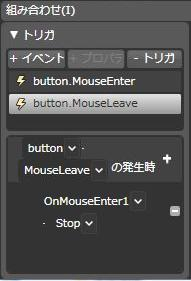 組み合わせ(I)
▼ トリガ
+ イベント + プロパテ - トリガ
button.MouseEnter
button.MouseLeave
button ・
MouseLeave の発生時 +
OnMouseEnter1
・ Stop